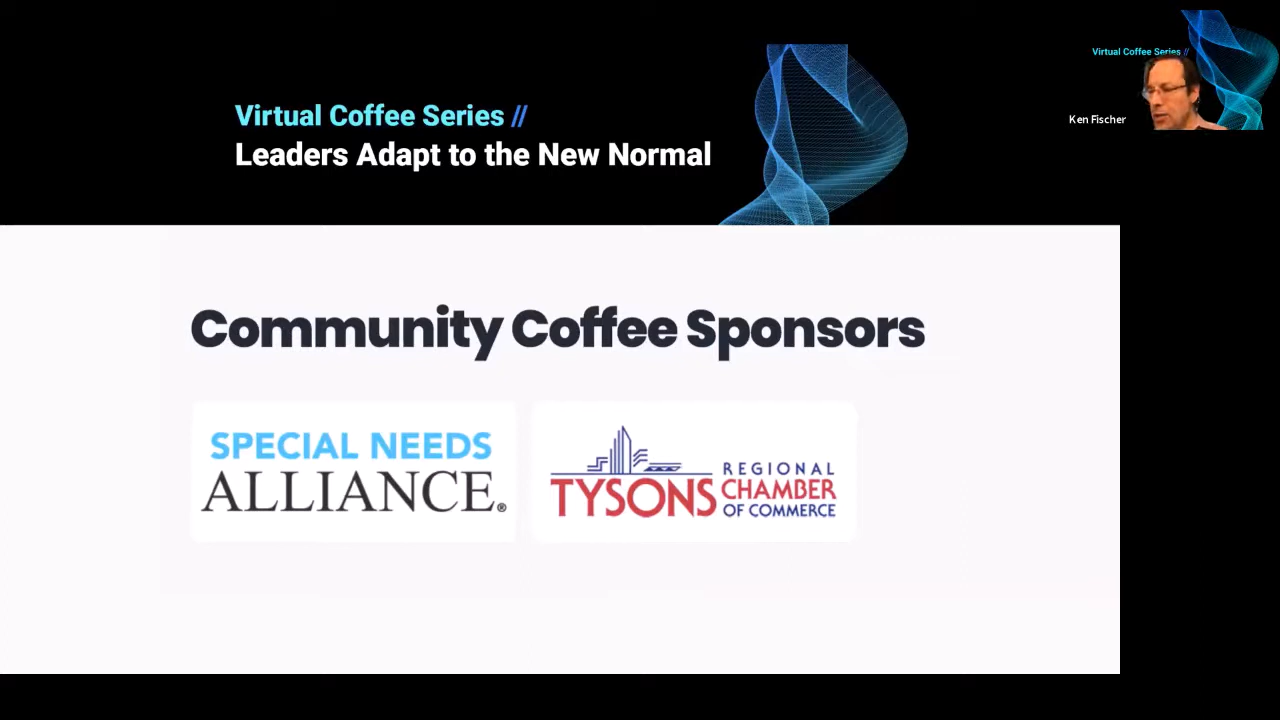 Virtual Coffee Series //
Leaders Adapt to the New Normal
Virtual Coffee Series //
Ken Fischer
Community Coffee Sponsors
SPECIAL NEEDS
ALLIANCE®
TYSONS
REGIONAL
CHAMBER
OF COMMERCE